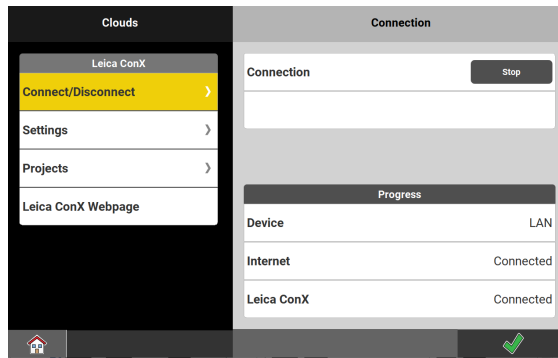 Clouds
Leica ConX
Connect/Disconnect
Settings
Projects
Leica ConX Webpage
Connection
Connection Stop
Progress
Device LAN
Internet Connected
Leica ConX Connected